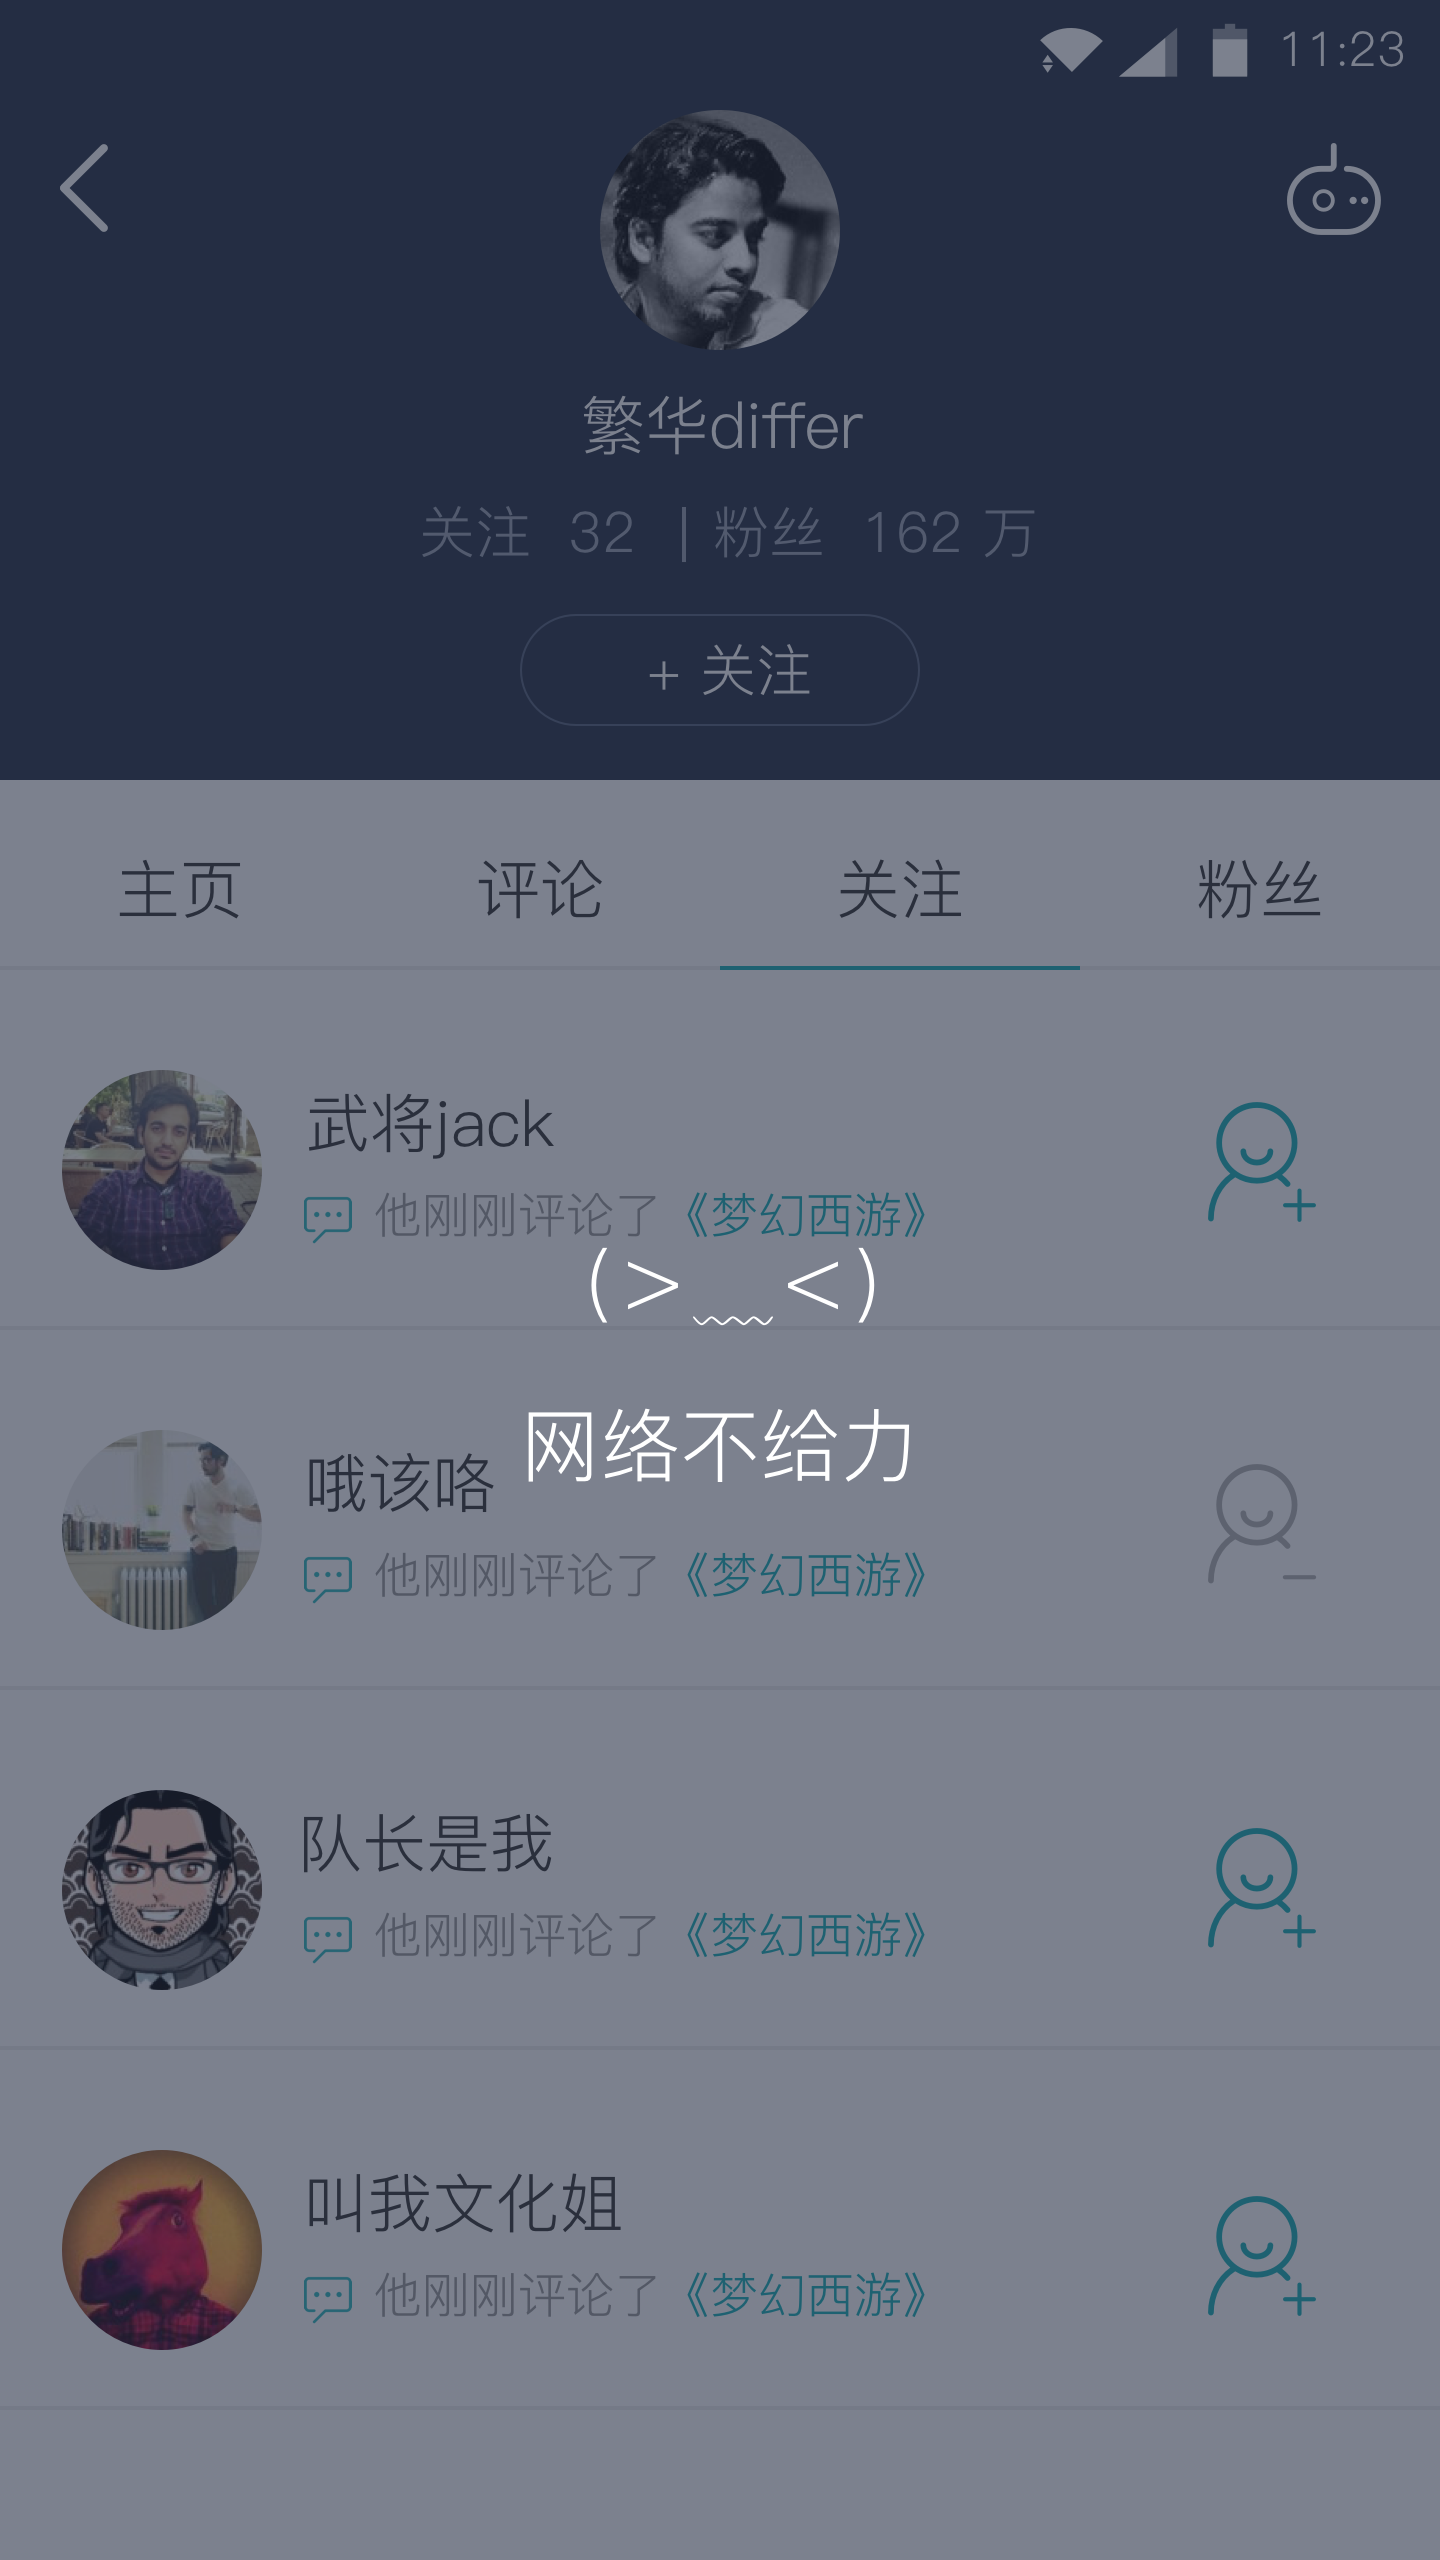 11:23
繁华differ
关注 32 | 粉丝 162 万
+ 关注
主页 评论 关注 粉丝
武将jack
他刚刚评论了《梦幻西游》
(>﹏<)
网络不给力
哦该咯
他刚刚评论了《梦幻西游》
队长是我
他刚刚评论了《梦幻西游》
叫我文化姐
他刚刚评论了《梦幻西游》